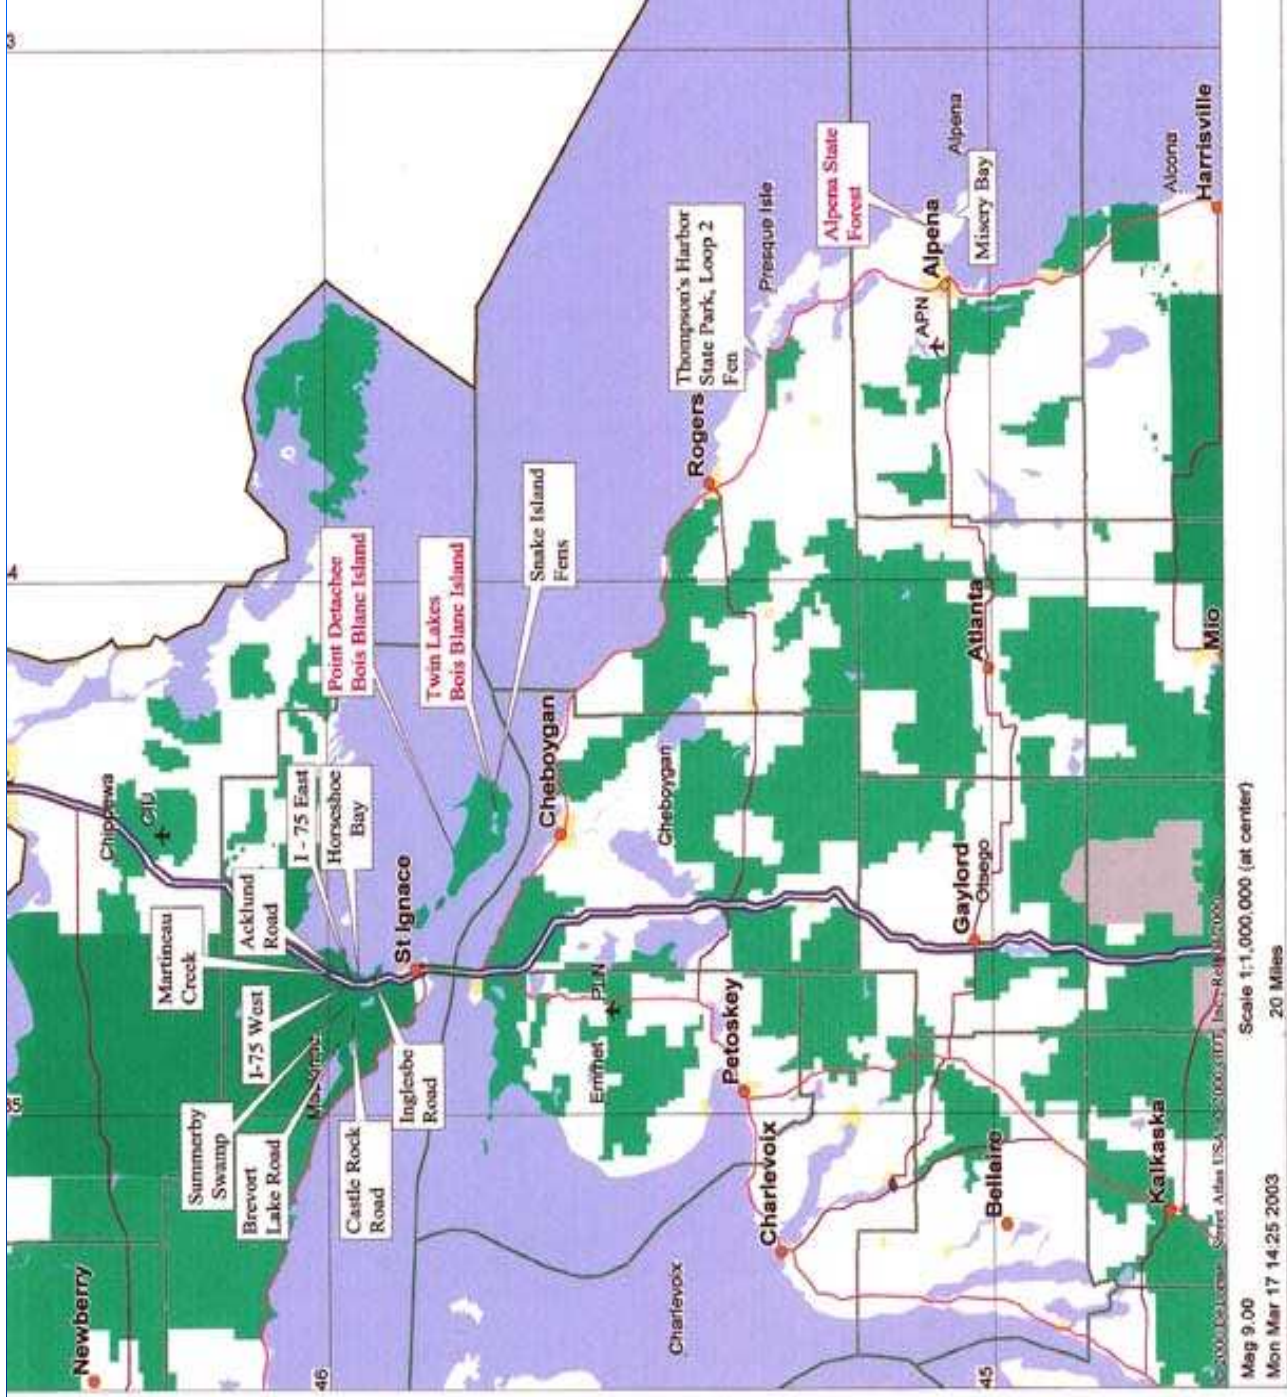 Newberry
85
Chippewa
CIU
4
3
46
Martineau
Creek
Acklund
Road
I - 75 East
Horseshoe
Bay
I-75 West
Summerby
Swamp
Brevort
Lake Road
Castle Rock
Road
Inglesbe
Road
St Ignace
Point Detachee
Bois Blanc Island
Twin Lakes
Bois Blanc Island
Snake Island
Fens
Cheboygan
Cheboygan
Emmet
PLN
Petoskey
Charlevoix
Charlevoix
Rogers
Thompson's Harbor
State Park, Loop 2
Fen
Presque Isle
Alpena State
Forest
Alpena
Alpena
APN
Misery Bay
45
Bellaire
Gaylord
Otsego
Atlanta
Kalkaska
Mio
Alcona
Harrisville
Street Atlas USA
Mag 9.00
Mon Mar 17 14:25 2003
Scale 1:1,000,000 (at center)
20 Miles